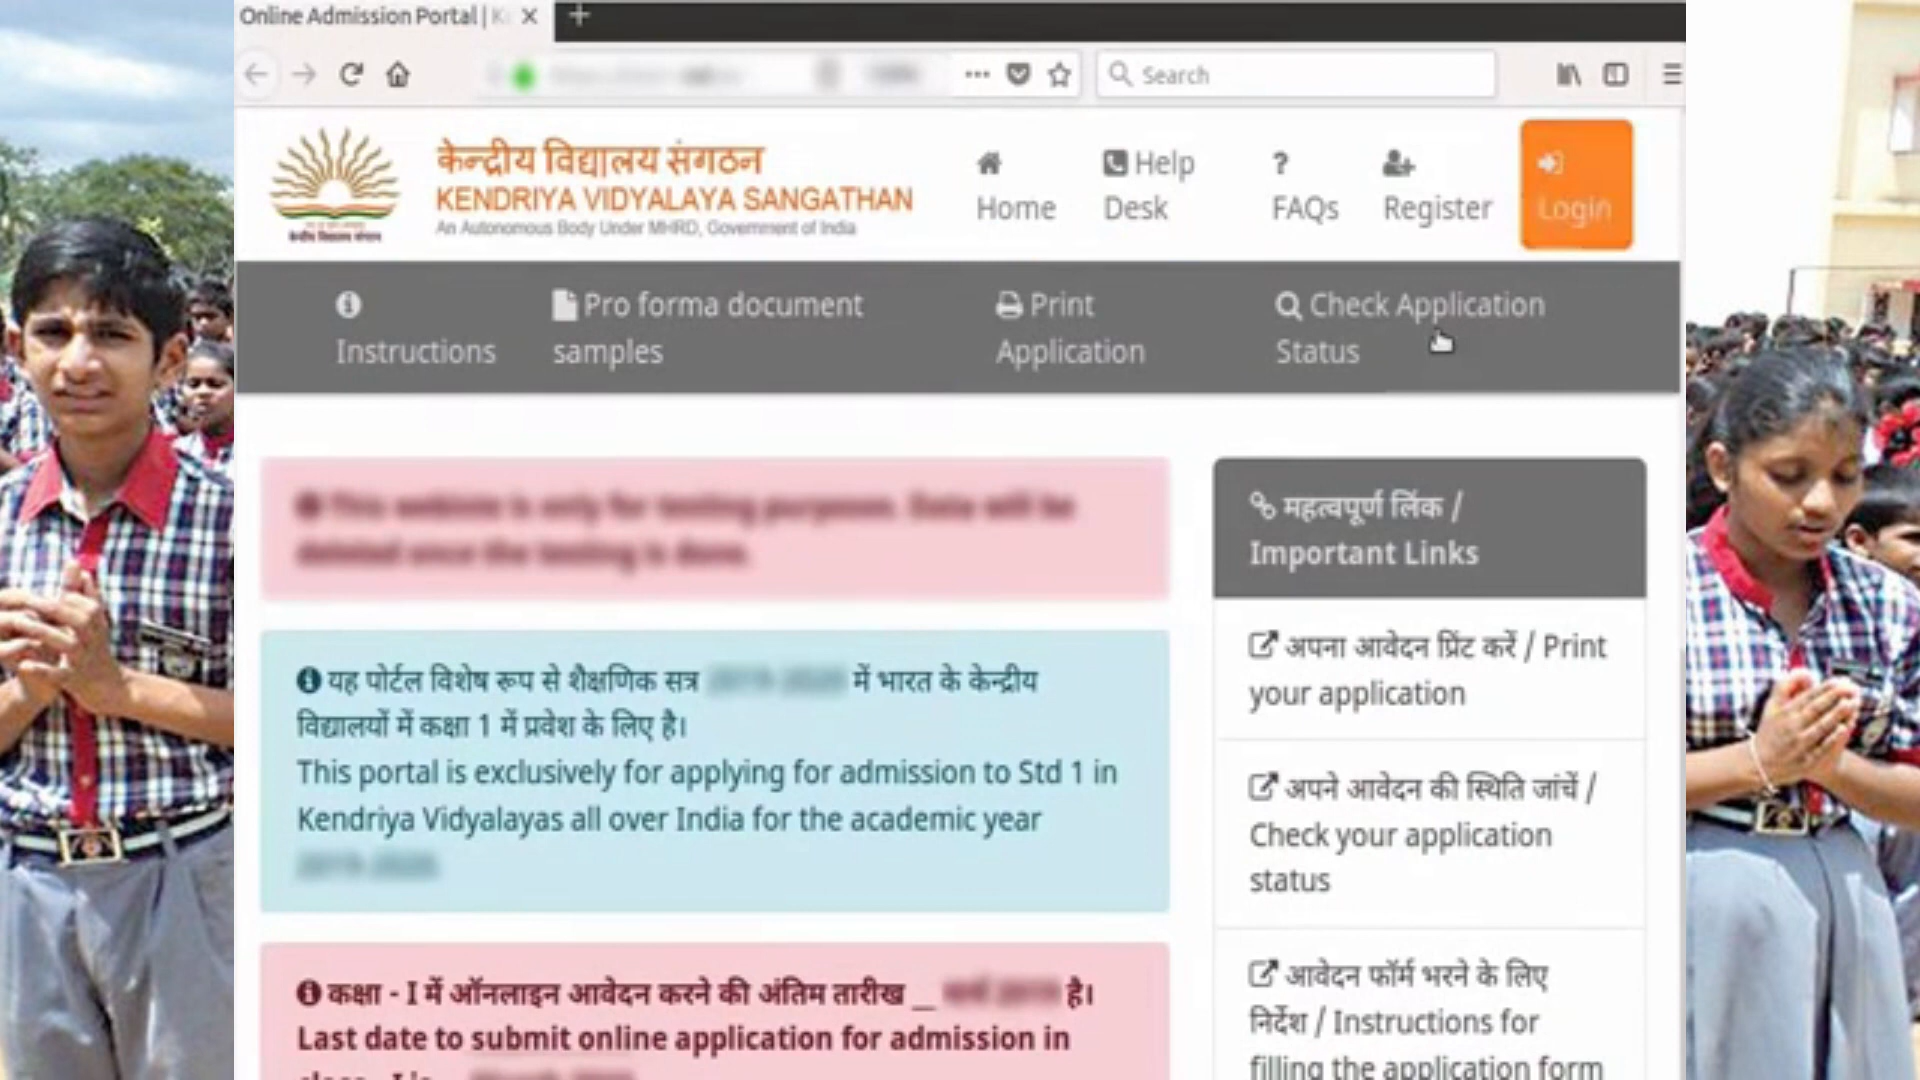 Online Admission Portal |
Search
केन्द्रीय विद्यालय संगठन
KENDRIYA VIDYALAYA SANGATHAN
An Autonomous Body Under MHRD, Government of India
केन्द्रीय विद्यालय संगठन
Home
Help
Desk
? FAQs
Register
Login
Instructions
Pro forma document
samples
Print
Application
Check Application
Status
यह पोर्टल विशेष रूप से शैक्षणिक सत्र में भारत के केन्द्रीय
विद्यालयों में कक्षा 1 में प्रवेश के लिए है।
This portal is exclusively for applying for admission to Std 1 in
Kendriya Vidyalayas all over India for the academic year
कक्षा - I में ऑनलाइन आवेदन करने की अंतिम तारीख _ है।
Last date to submit online application for admission in
महत्वपूर्ण लिंक /
Important Links
अपना आवेदन प्रिंट करें / Print
your application
अपने आवेदन की स्थिति जांचें /
Check your application
status
आवेदन फॉर्म भरने के लिए
निर्देश / Instructions for
filling the application form